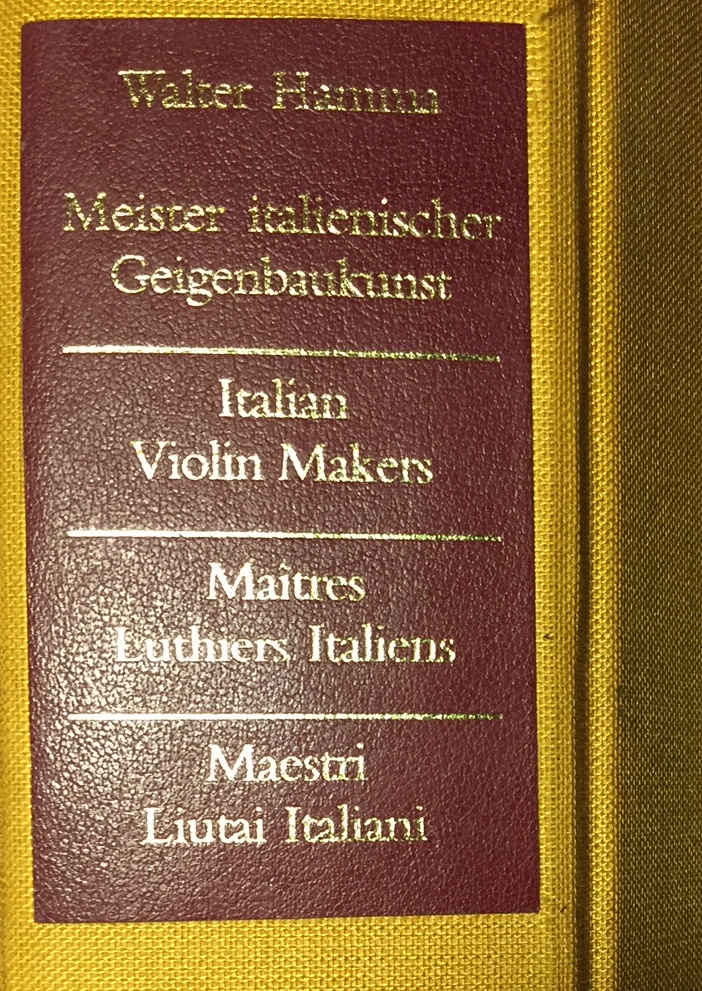 Walter Hamma
Meister italienischer
Geigenbaukunst
Italian
Violin Makers
Maîtres
Luthiers Italiens
Maestri
Liutai Italiani